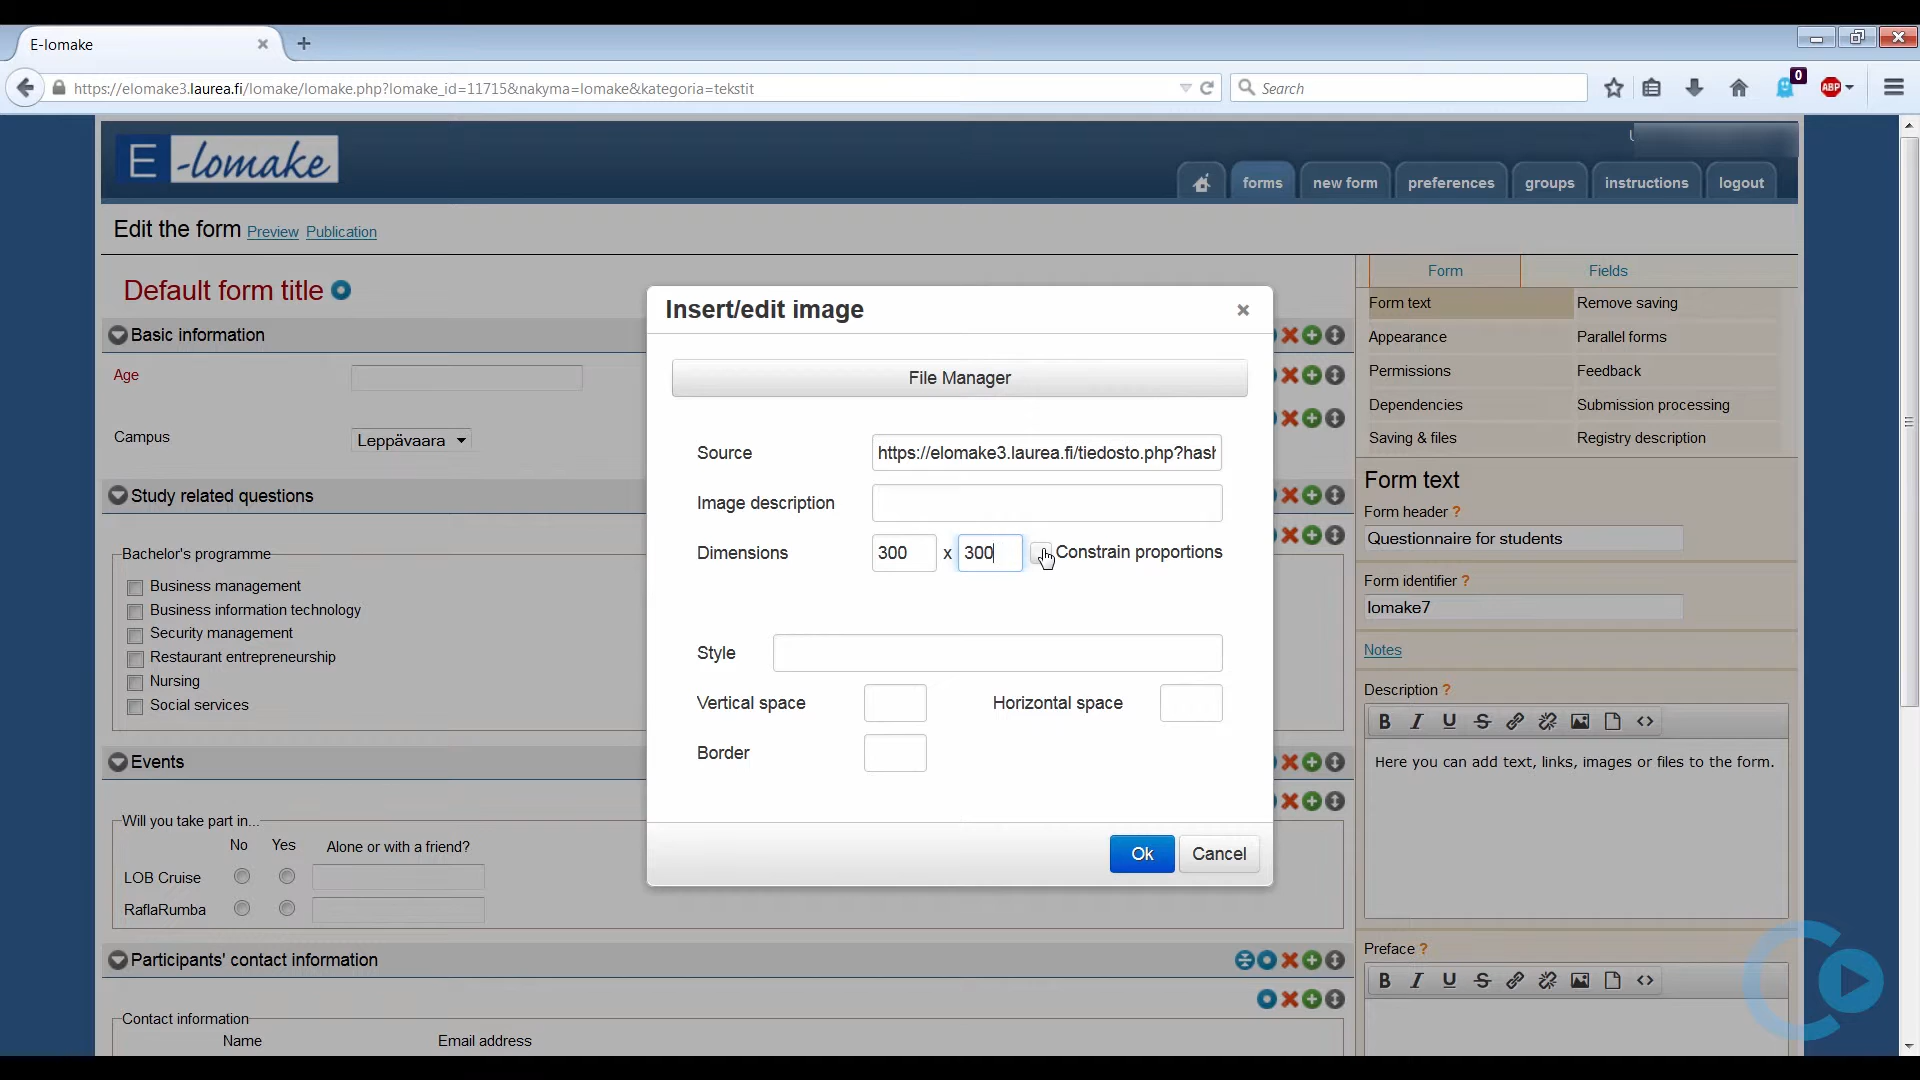 E-lomake
https://elomake3.laurea.fi/lomake/lomake.php?lomake_id=11715&nakyma=lomake&kategoria=tekstit
Search
0
ABP
E -lomake
forms
new form
preferences
groups
instructions
logout
Edit the form Preview Publication
Default form title
Basic information
Age
Campus
Leppävaara
Study related questions
Bachelor's programme
Business management
Business information technology
Security management
Restaurant entrepreneurship
Nursing
Social services
Events
Will you take part in...
No Yes Alone or with a friend?
LOB Cruise
RaflaRumba
Participants' contact information
Contact information
Name Email address
Insert/edit image
File Manager
Source https://elomake3.laurea.fi/tiedosto.php?hash
Image description
Dimensions 300 x 300 Constrain proportions
Style
Vertical space Horizontal space
Border
Ok Cancel
Form Fields
Form text Remove saving
Appearance Parallel forms
Permissions Feedback
Dependencies Submission processing
Saving & files Registry description
Form text
Form header ?
Questionnaire for students
Form identifier ?
lomake7
Notes
Description ?
B I U S
Here you can add text, links, images or files to the form.
Preface ?
B I U S